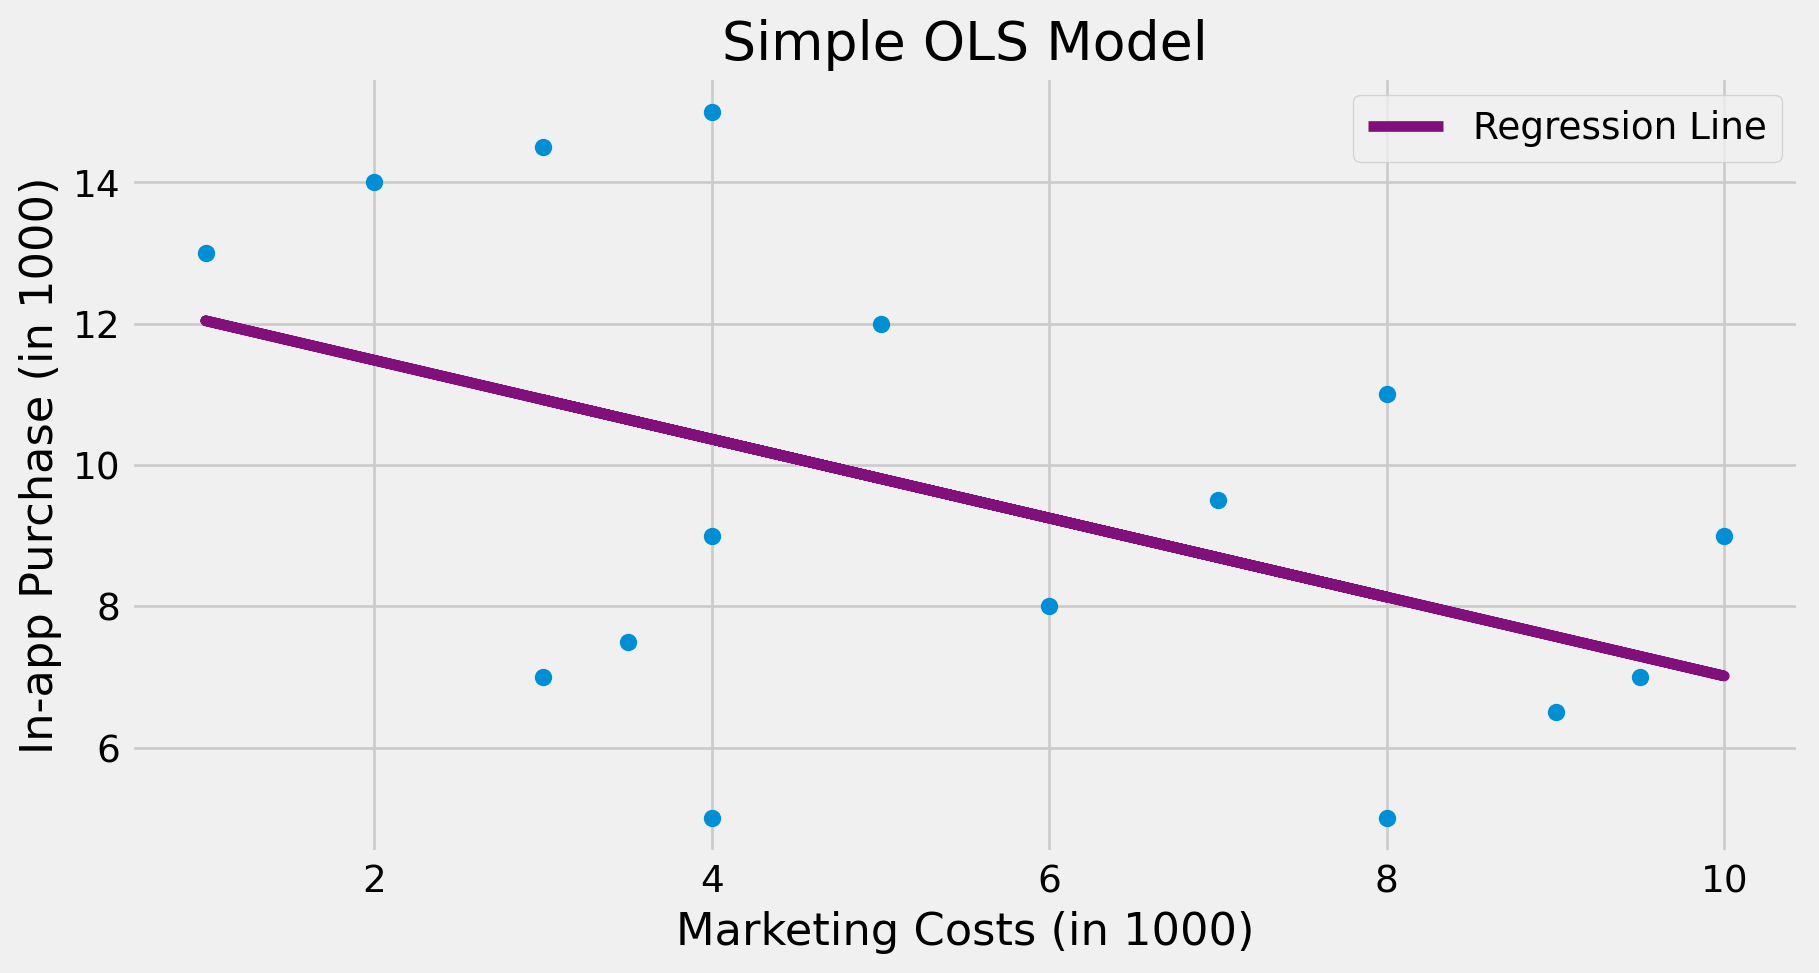 Simple OLS Model
Regression Line
In-app Purchase (in 1000)
14
12
10
8
6
2 4 6 8 10
Marketing Costs (in 1000)